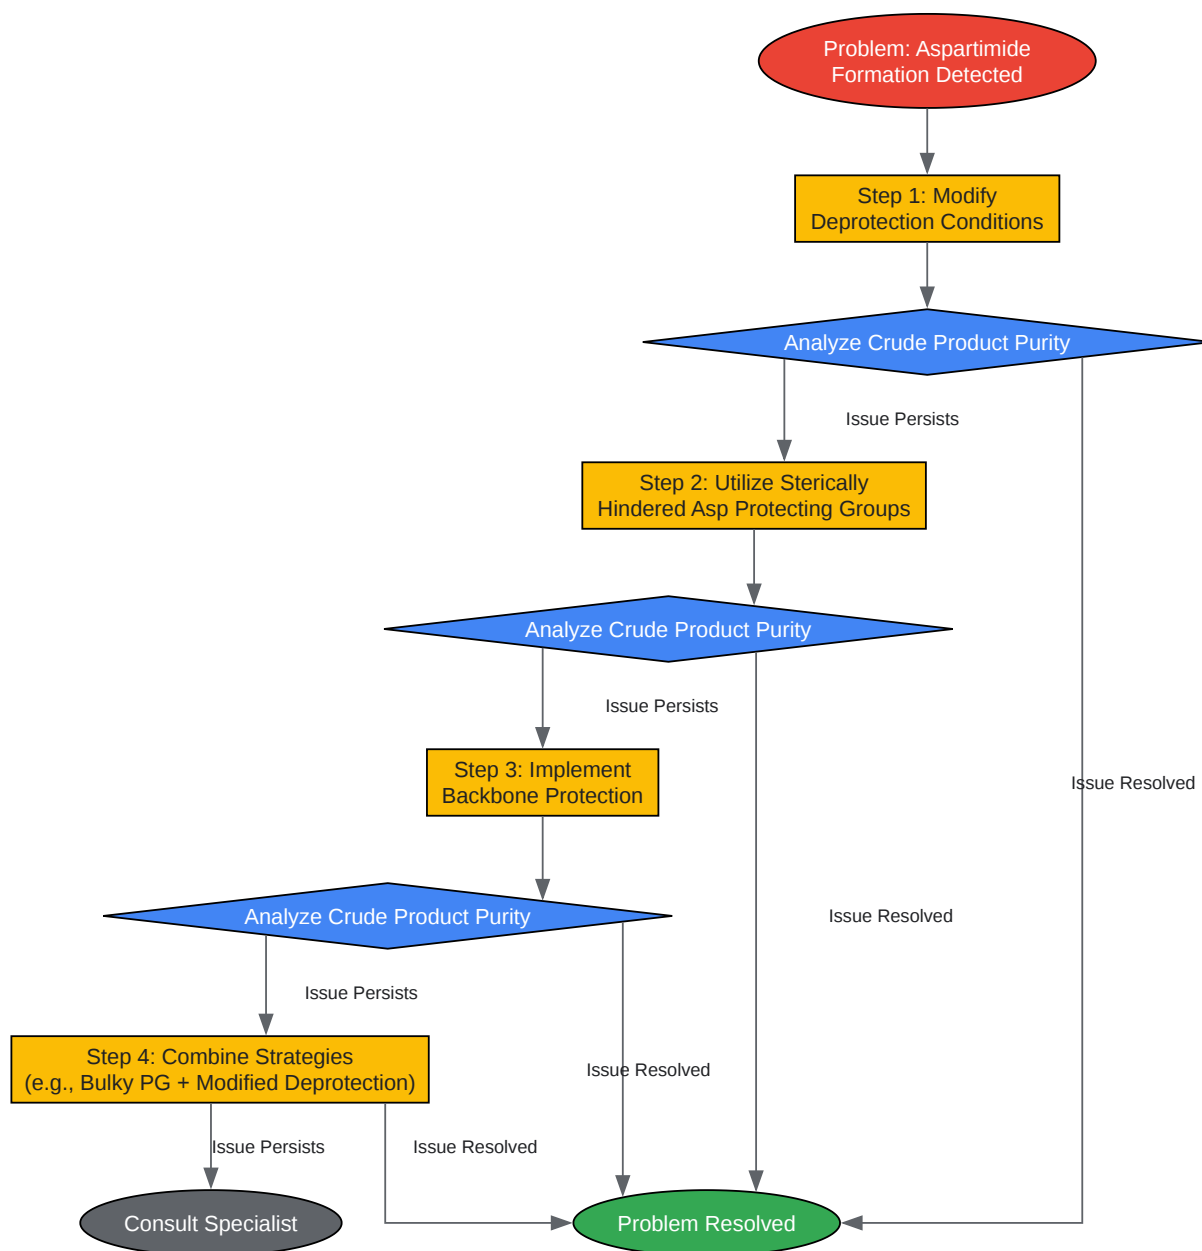 Problem: Aspartimide
Formation Detected
Step 1: Modify
Deprotection Conditions
Analyze Crude Product Purity
Issue Persists
Step 2: Utilize Sterically
Hindered Asp Protecting Groups
Analyze Crude Product Purity
Issue Persists
Step 3: Implement
Backbone Protection
Issue Resolved
Analyze Crude Product Purity
Issue Resolved
Issue Persists
Step 4: Combine Strategies
(e.g., Bulky PG + Modified Deprotection)
Issue Resolved
Issue Persists
Issue Resolved
Consult Specialist
Problem Resolved